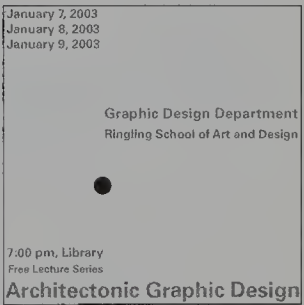 January 7, 2003
January 8, 2003
January 9, 2003
Graphic Design Department
Ringling School of Art and Design
7:00 pm, Library
Free Lecture Series
Architectonic Graphic Design